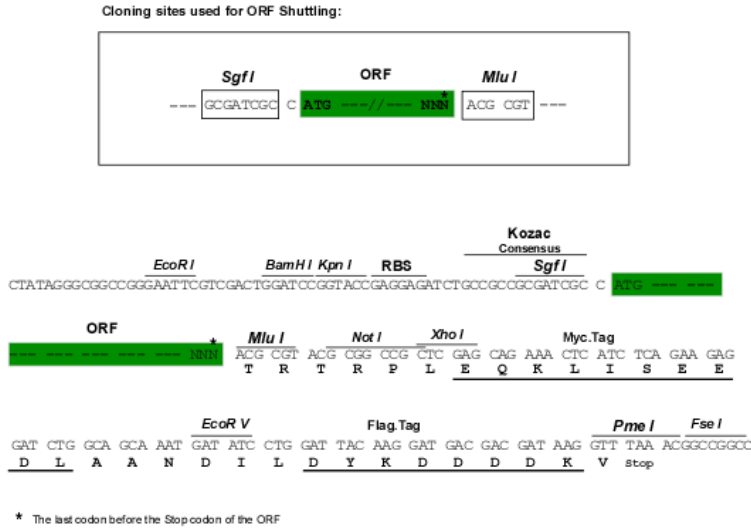 Cloning sites used for ORF Shuttling:
Sgf I ORF Mlu I
--- GCGATCGC C ATG ---//--- NNN* ACG CGT ---
Kozac
Consensus
EcoR I BamH I Kpn I RBS Sgf I
CTATAGGGCGGCCGGGAATTCGTCGACTGGATCCGGTACCGAGGAGATCTGCCGCCGCGATCGC C ATG --- ---
ORF Mlu I Not I Xho I Myc.Tag
--- --- --- --- --- --- NNN* ACG CGT ACG CGG CCG CTC GAG CAG AAA CTC ATC TCA GAA GAG
T R T R P L E Q K L I S E E
EcoR V Flag.Tag Pme I Fse I
GAT CTG GCA GCA AAT GAT ATC CTG GAT TAC AAG GAT GAC GAC GAT AAG GTT TAA ACGGCCGGCC
D L A A N D I L D Y K D D D D K V Stop
* The last codon before the Stop codon of the ORF